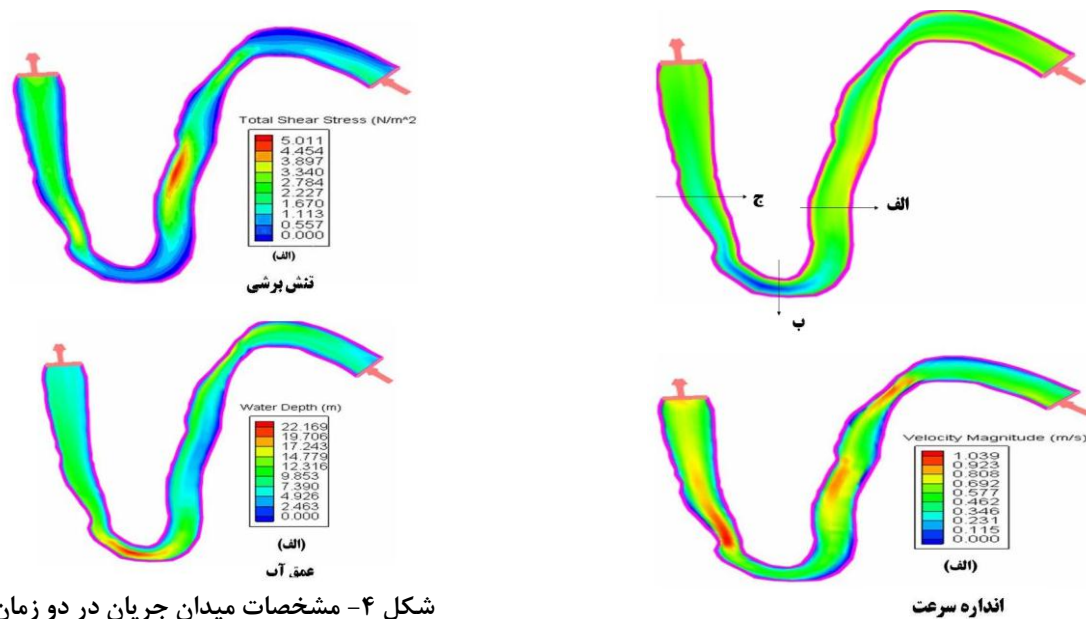 Total Shear Stress (N/m^2
5.011
4.454
3.897
3.340
2.784
2.227
1.670
1.113
0.557
0.000
(الف)
تنش برشی
الف
ج
ب
Water Depth (m)
22.169
19.706
17.243
14.779
12.316
9.853
7.390
4.926
2.463
0.000
(الف)
عمق آب
Velocity Magnitude (m/s)
1.039
0.923
0.808
0.692
0.577
0.462
0.346
0.231
0.115
0.000
(الف)
انداره سرعت
شکل ۴- مشخصات میدان جریان در دو زمان